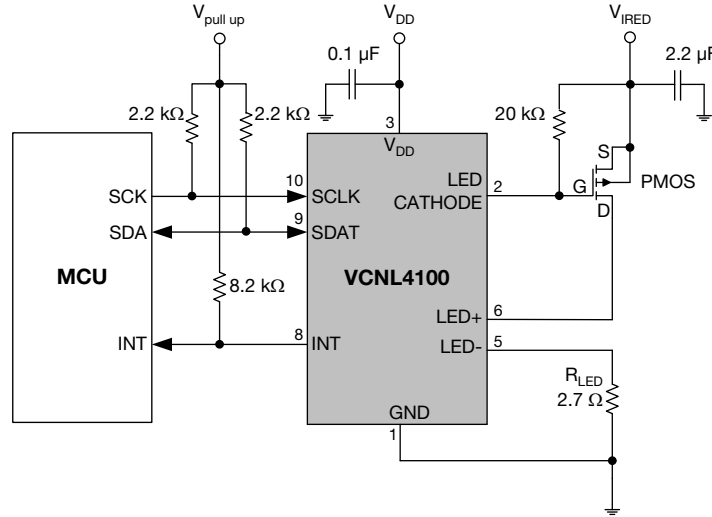 V_pull up
V_DD
V_IRED
0.1 µF
2.2 µF
2.2 kΩ
2.2 kΩ
20 kΩ
3
V_DD
S
G
D
PMOS
SCK
10
SCLK
LED
CATHODE
2
SDA
9
SDAT
MCU
VCNL4100
8.2 kΩ
LED+
6
INT
8
INT
LED-
5
R_LED
2.7 Ω
GND
1